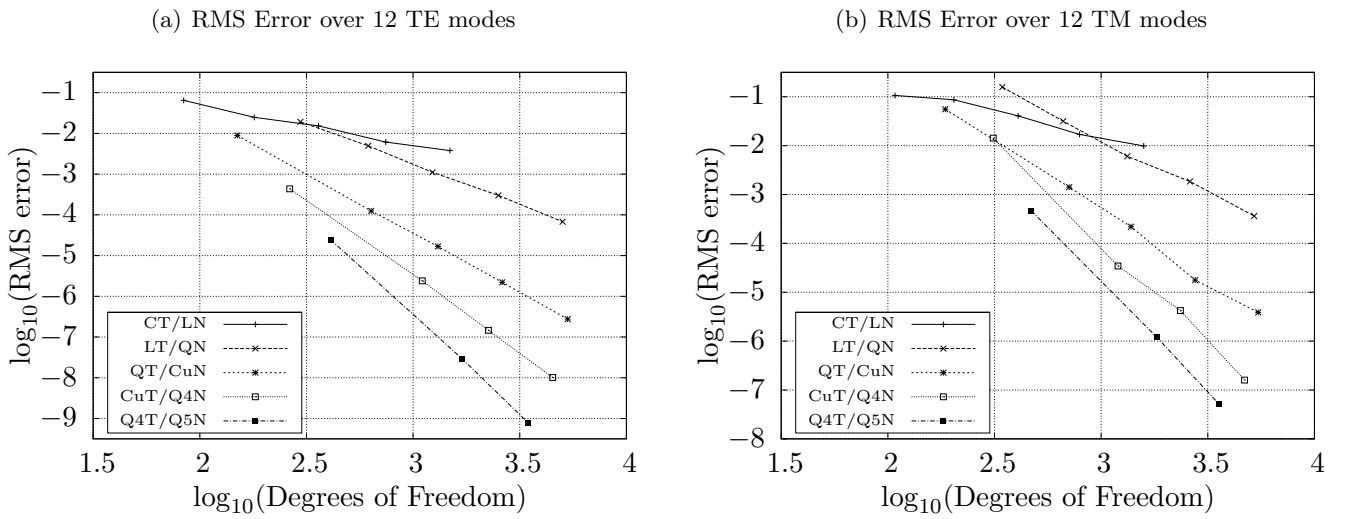 (a) RMS Error over 12 TE modes
−1
−2
−3
−4
−5
−6
−7
−8
−9
log10(RMS error)
CT/LN
LT/QN
QT/CuN
CuT/Q4N
Q4T/Q5N
1.5 2 2.5 3 3.5 4
log10(Degrees of Freedom)
(b) RMS Error over 12 TM modes
−1
−2
−3
−4
−5
−6
−7
−8
log10(RMS error)
CT/LN
LT/QN
QT/CuN
CuT/Q4N
Q4T/Q5N
1.5 2 2.5 3 3.5 4
log10(Degrees of Freedom)